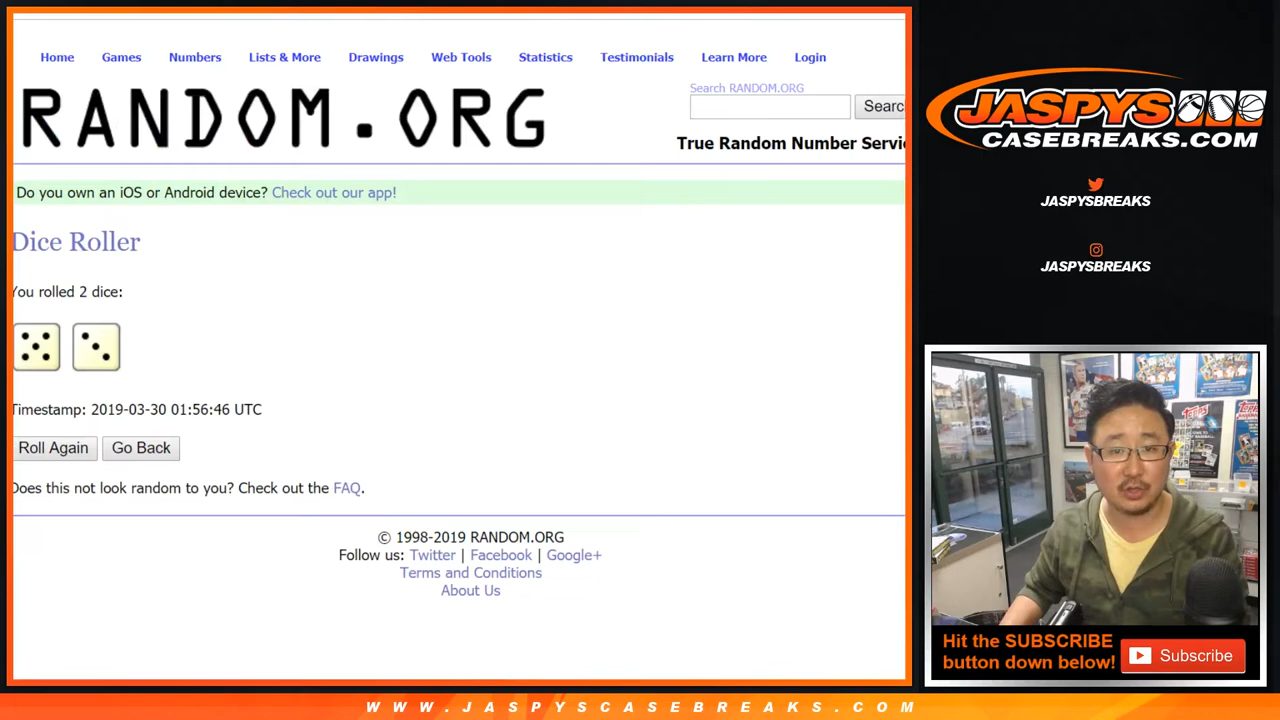 Home Games Numbers Lists & More Drawings Web Tools Statistics Testimonials Learn More Login
Search RANDOM.ORG
RANDOM.ORG
Searc
True Random Number Servi
Do you own an iOS or Android device? Check out our app!
Dice Roller
You rolled 2 dice:
Timestamp: 2019-03-30 01:56:46 UTC
Roll Again Go Back
Does this not look random to you? Check out the FAQ.
© 1998-2019 RANDOM.ORG
Follow us: Twitter | Facebook | Google+
Terms and Conditions
About Us
JASPYS
CASEBREAKS.COM
JASPYSBREAKS
JASPYSBREAKS
Topps
Hit the SUBSCRIBE
button down below!
Subscribe
WWW.JASPYSCASEBREAKS.COM